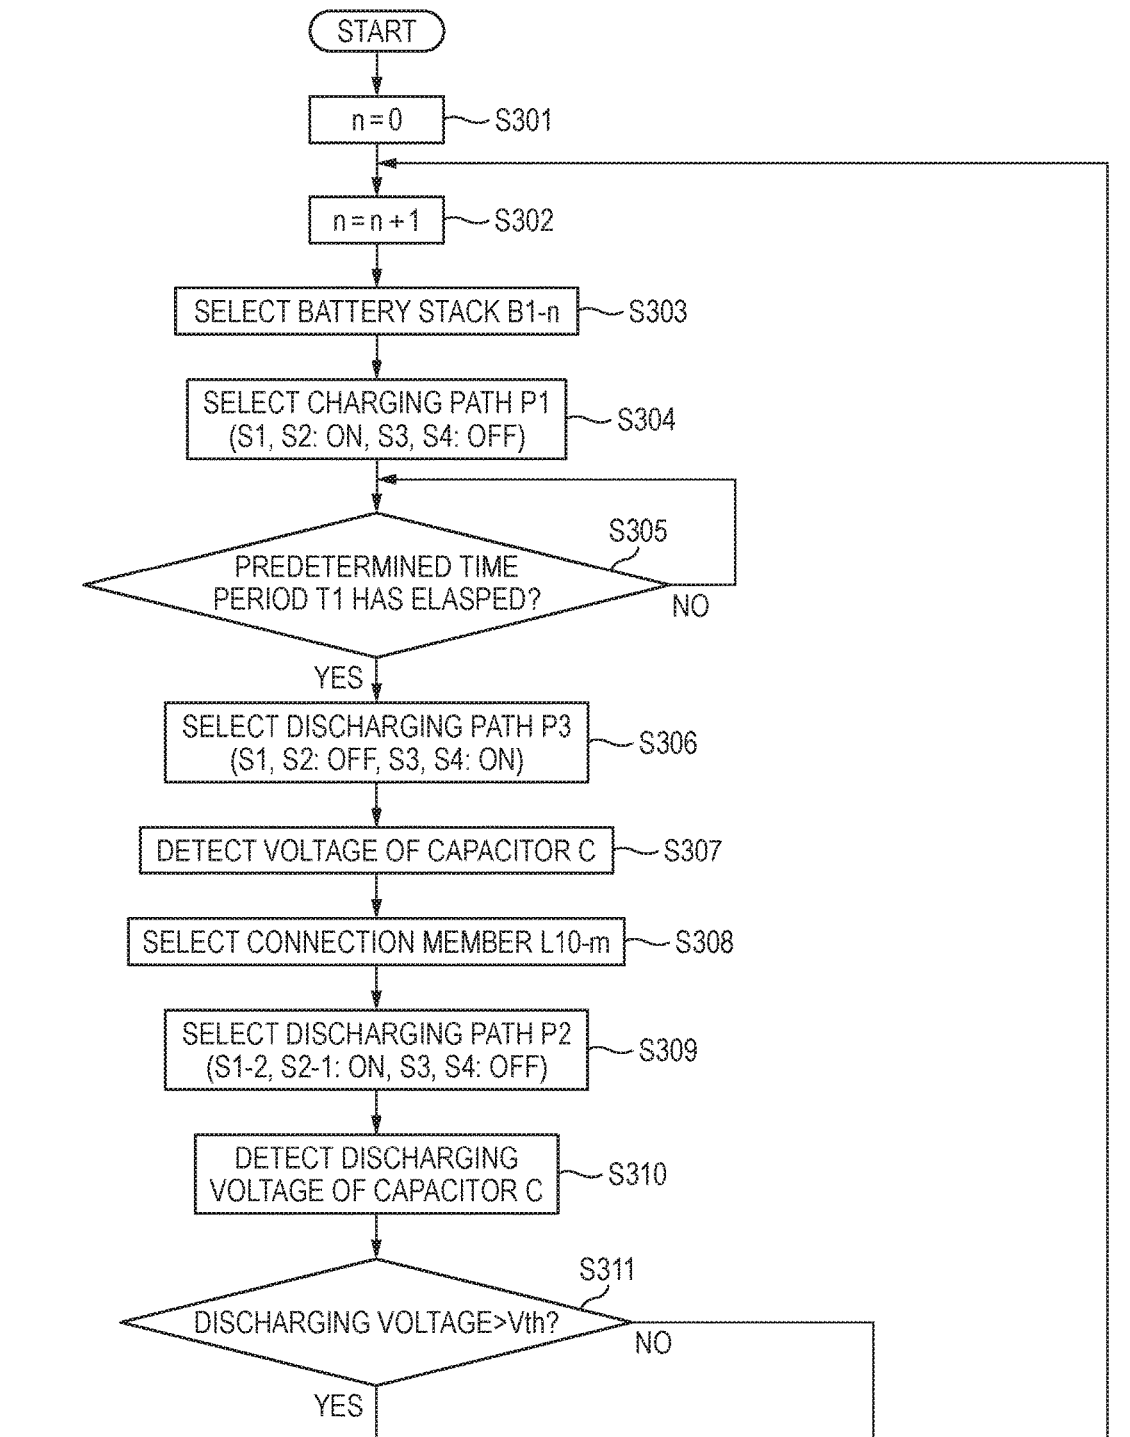 START
n=0
S301
n=n+1
S302
SELECT BATTERY STACK B1-n
S303
SELECT CHARGING PATH P1
(S1, S2: ON, S3, S4: OFF)
S304
S305
PREDETERMINED TIME
PERIOD T1 HAS ELASPED?
NO
YES
SELECT DISCHARGING PATH P3
(S1, S2: OFF, S3, S4: ON)
S306
DETECT VOLTAGE OF CAPACITOR C
S307
SELECT CONNECTION MEMBER L10-m
S308
SELECT DISCHARGING PATH P2
(S1-2, S2-1: ON, S3, S4: OFF)
S309
DETECT DISCHARGING
VOLTAGE OF CAPACITOR C
S310
S311
DISCHARGING VOLTAGE>Vth?
NO
YES